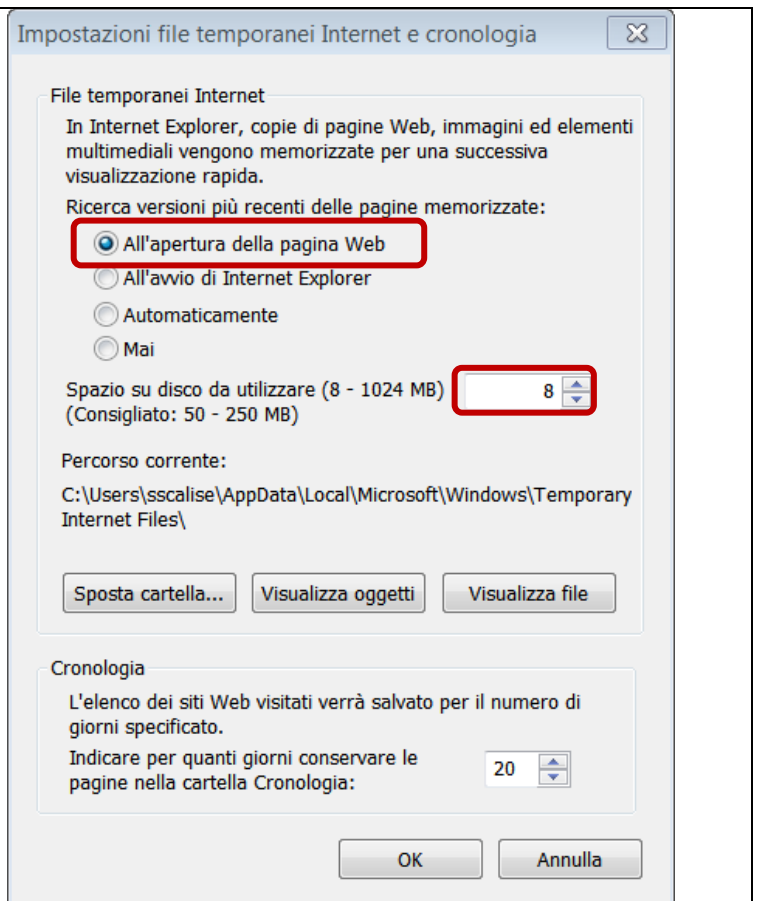 Impostazioni file temporanei Internet e cronologia
File temporanei Internet
In Internet Explorer, copie di pagine Web, immagini ed elementi
multimediali vengono memorizzate per una successiva
visualizzazione rapida.
Ricerca versioni più recenti delle pagine memorizzate:
All'apertura della pagina Web
All'avvio di Internet Explorer
Automaticamente
Mai
Spazio su disco da utilizzare (8 - 1024 MB) 8
(Consigliato: 50 - 250 MB)
Percorso corrente:
C:\Users\sscalise\AppData\Local\Microsoft\Windows\Temporary
Internet Files\
Sposta cartella... Visualizza oggetti Visualizza file
Cronologia
L'elenco dei siti Web visitati verrà salvato per il numero di
giorni specificato.
Indicare per quanti giorni conservare le
pagine nella cartella Cronologia: 20
OK Annulla